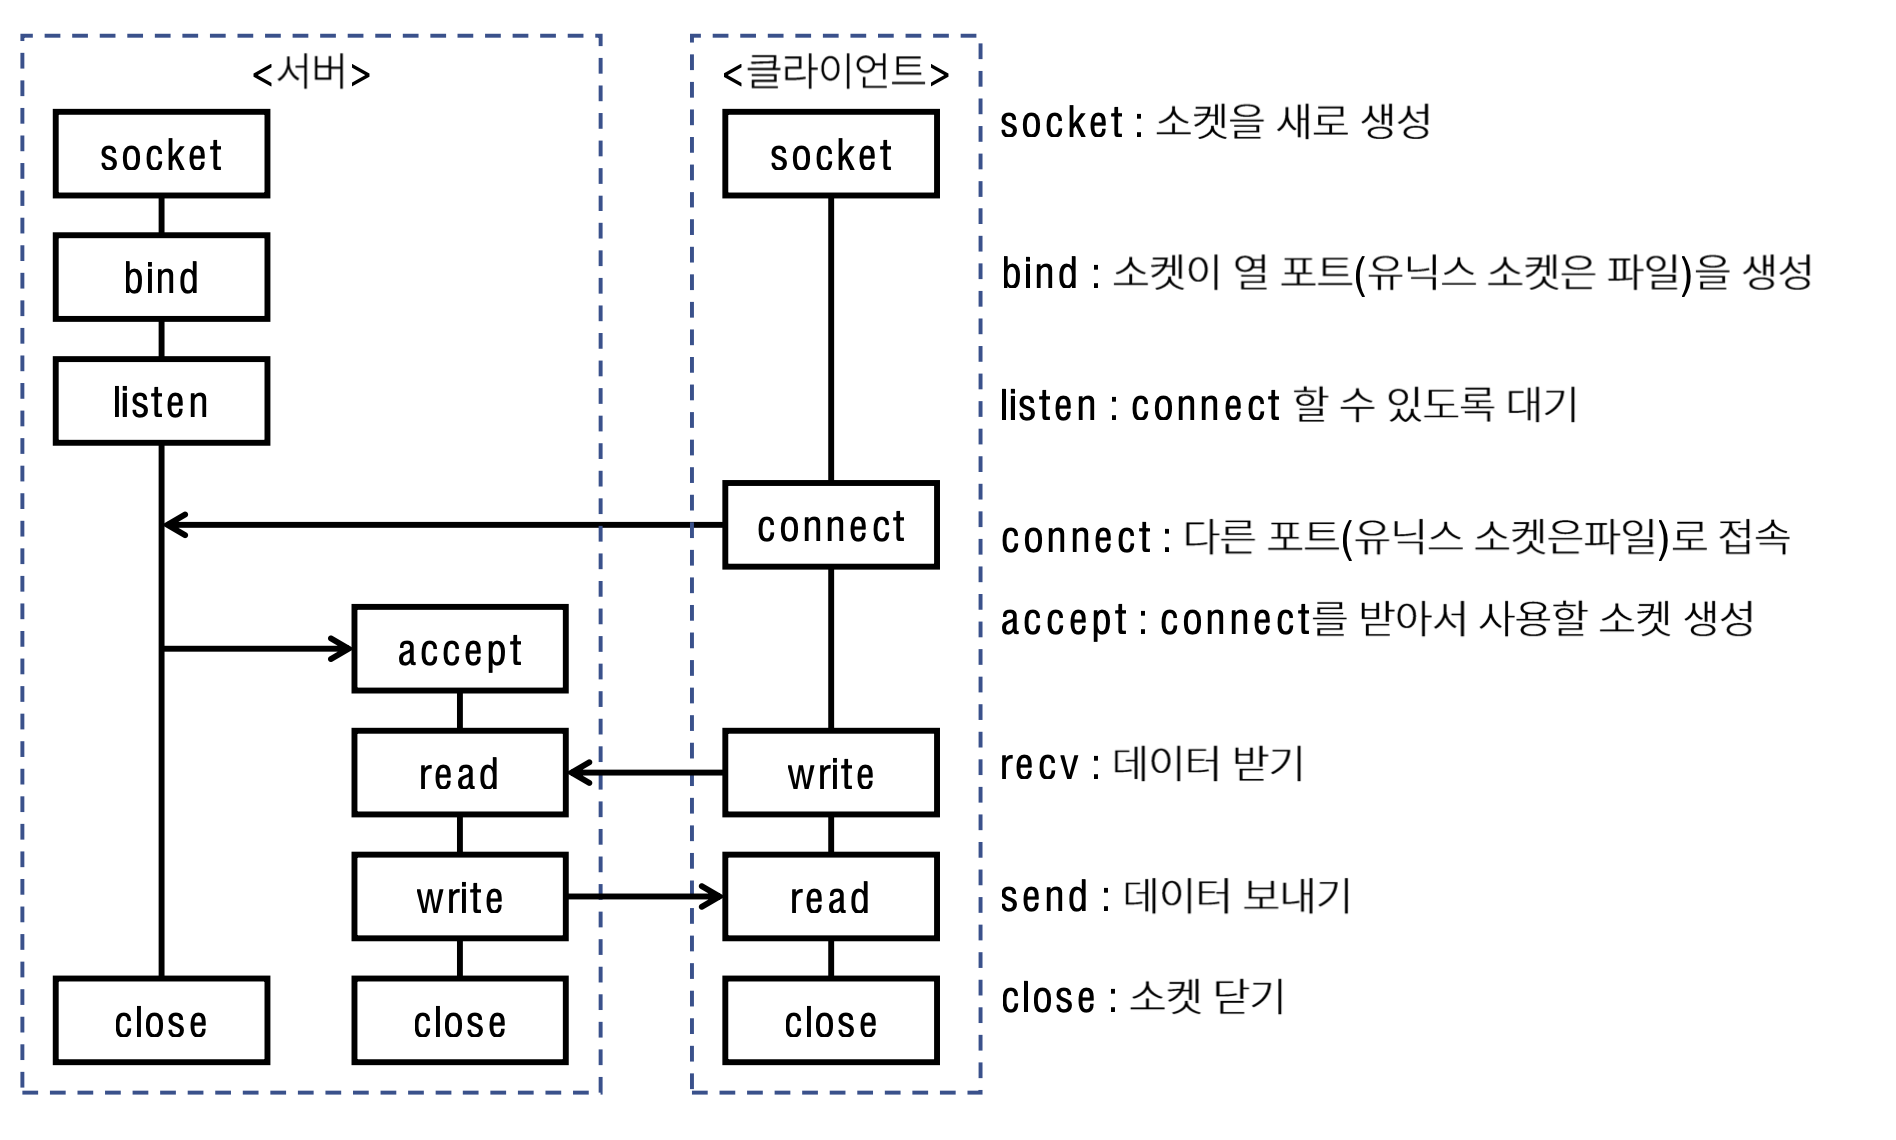 <서버>
socket
bind
listen
accept
read
write
close
close
<클라이언트>
socket
connect
write
read
close
socket : 소켓을 새로 생성
bind : 소켓이 열 포트(유닉스 소켓은 파일)을 생성
listen : connect 할 수 있도록 대기
connect : 다른 포트(유닉스 소켓은파일)로 접속
accept : connect를 받아서 사용할 소켓 생성
recv : 데이터 받기
send : 데이터 보내기
close : 소켓 닫기